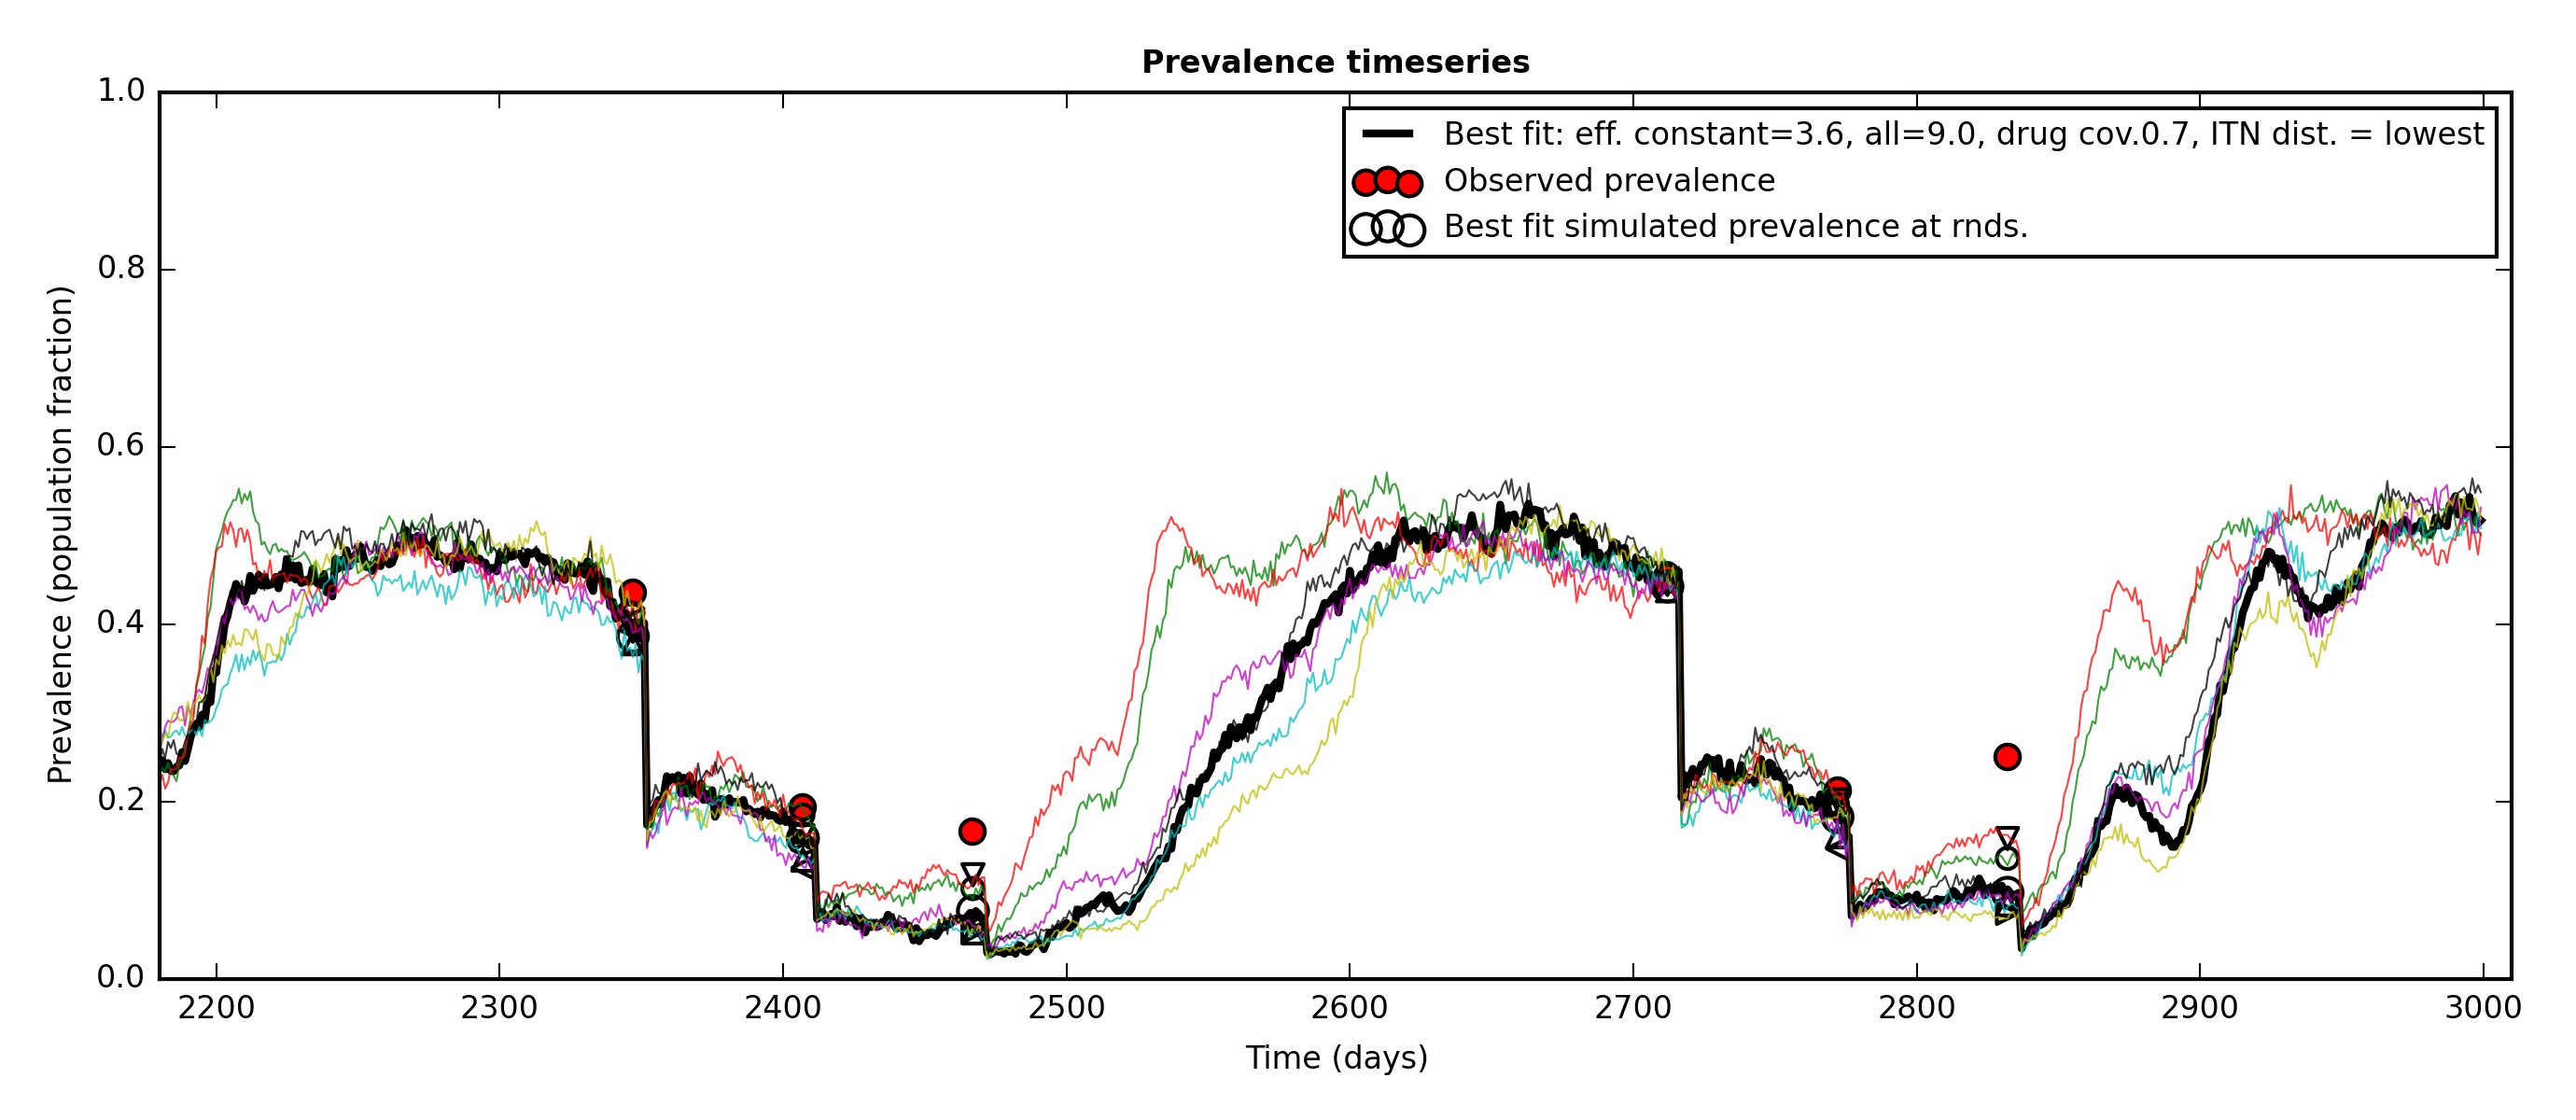 Prevalence timeseries
Best fit: eff. constant=3.6, all=9.0, drug cov.0.7, ITN dist. = lowest
Observed prevalence
Best fit simulated prevalence at rnds.
Prevalence (population fraction)
1.0
0.8
0.6
0.4
0.2
0.0
2200 2300 2400 2500 2600 2700 2800 2900 3000
Time (days)